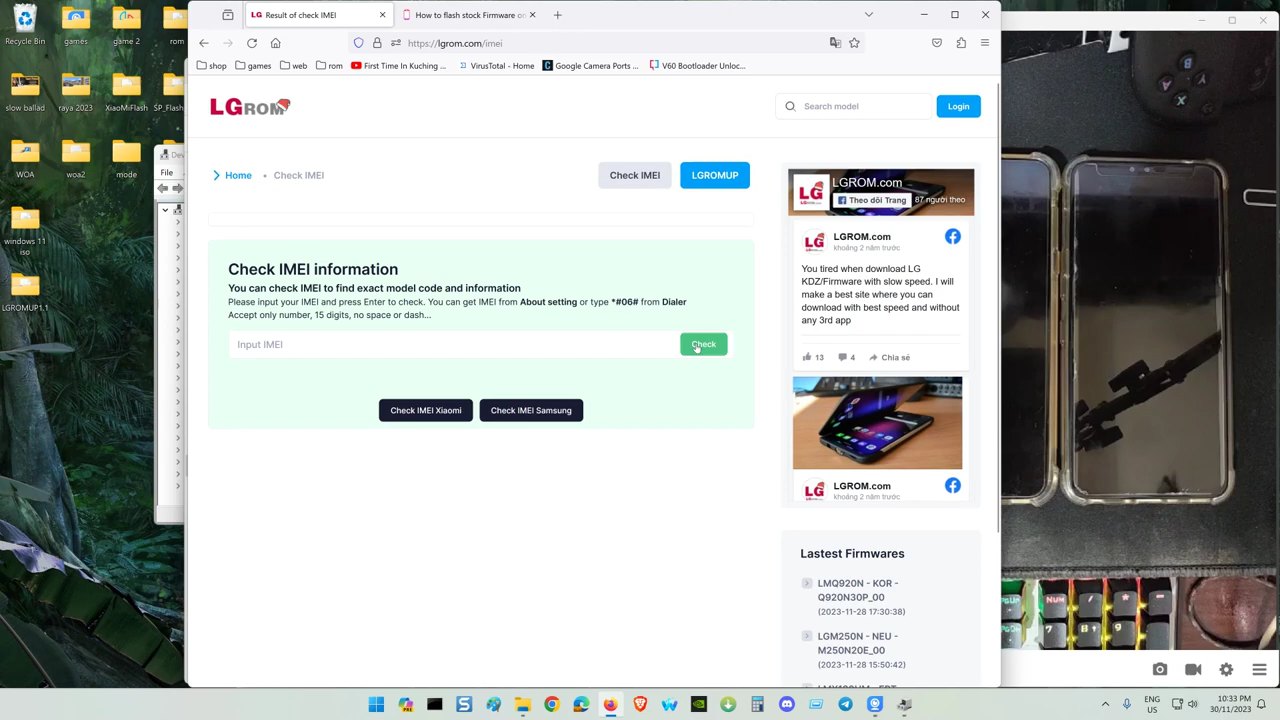 Recycle Bin
games
game 2
rom
slow ballad
raya 2023
XiaoMiFlash
SP_Flash
WOA
woa2
mode
windows 11
iso
LGROMUP1.1
Dev
File
LG Result of check IMEI
How to flash stock Firmware on
https://lgrom.com/imei
shop
games
web
rom
First Time In Kuching ...
VirusTotal - Home
Google Camera Ports ...
V60 Bootloader Unloc...
LGROM
Search model
Login
Home
Check IMEI
Check IMEI
LGROMUP
Check IMEI information
You can check IMEI to find exact model code and information
Please input your IMEI and press Enter to check. You can get IMEI from About setting or type *#06# from Dialer
Accept only number, 15 digits, no space or dash...
Input IMEI
Check
Check IMEI Xiaomi
Check IMEI Samsung
LGROM.com
Theo dõi Trang
87 người theo
LGROM.com
khoảng 2 năm trước
You tired when download LG
KDZ/Firmware with slow speed. I will
make a best site where you can
download with best speed and without
any 3rd app
13
4
Chia sẻ
LGROM.com
khoảng 2 năm trước
Lastest Firmwares
LMQ920N - KOR -
Q920N30P_00
(2023-11-28 17:30:38)
LGM250N - NEU -
M250N20E_00
(2023-11-28 15:50:42)
B
Y
X
NUM
/
*
-
7
8
9
ENG
US
10:33 PM
30/11/2023